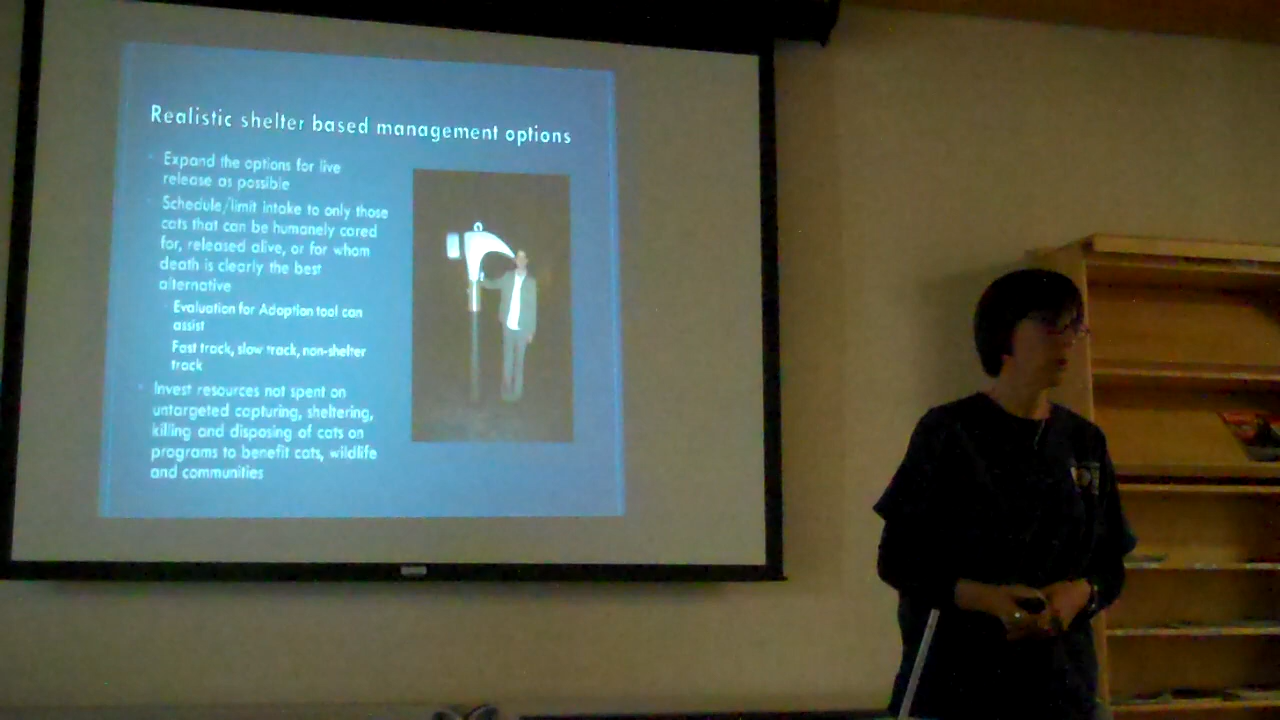 Realistic shelter based management options
Expand the options for live
release as possible
Schedule/limit intake to only those
cats that can be humanely cared
for, released alive, or for whom
death is clearly the best
alternative
Evaluation for Adoption tool can
assist
Fast track, slow track, non-shelter
track
Invest resources not spent on
untargeted capturing, sheltering,
killing and disposing of cats on
programs to benefit cats, wildlife
and communities